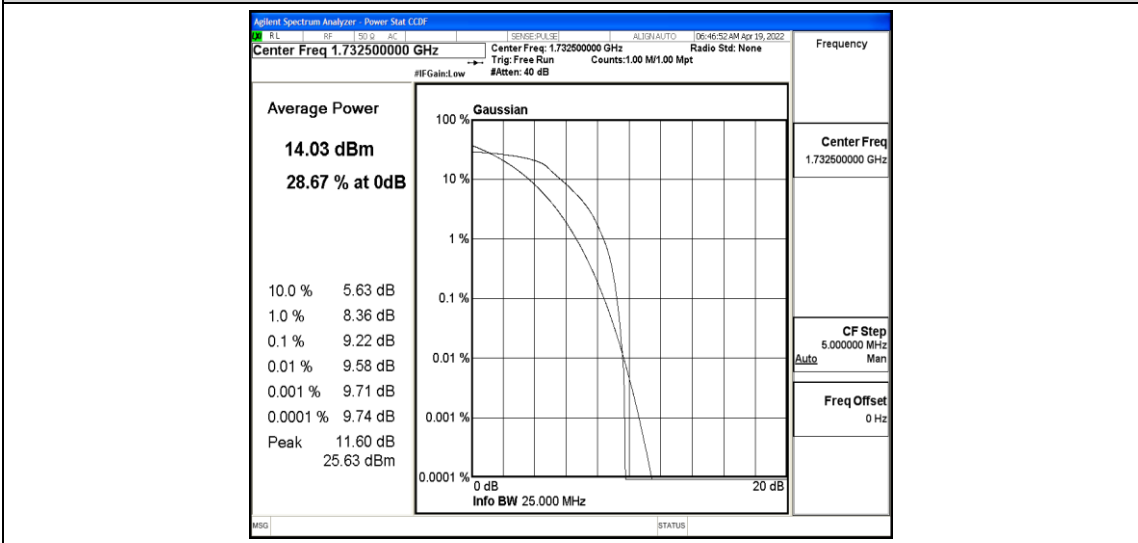 Agilent Spectrum Analyzer - Power Stat CCDF
LXI RL RF 50 Ω AC SENSE:PULSE ALIGN AUTO 06:46:52 AM Apr 19, 2022
Center Freq 1.732500000 GHz
Center Freq: 1.732500000 GHz Radio Std: None
Trig: Free Run Counts:1.00 M/1.00 Mpt
#IFGain:Low #Atten: 40 dB
Frequency
Average Power
14.03 dBm
28.67 % at 0dB
10.0 % 5.63 dB
1.0 % 8.36 dB
0.1 % 9.22 dB
0.01 % 9.58 dB
0.001 % 9.71 dB
0.0001 % 9.74 dB
Peak 11.60 dB
25.63 dBm
Gaussian
100 %
10 %
1 %
0.1 %
0.01 %
0.001 %
0.0001 %
0 dB 20 dB
Info BW 25.000 MHz
Center Freq
1.732500000 GHz
CF Step
5.000000 MHz
Auto Man
Freq Offset
0 Hz
MSG STATUS